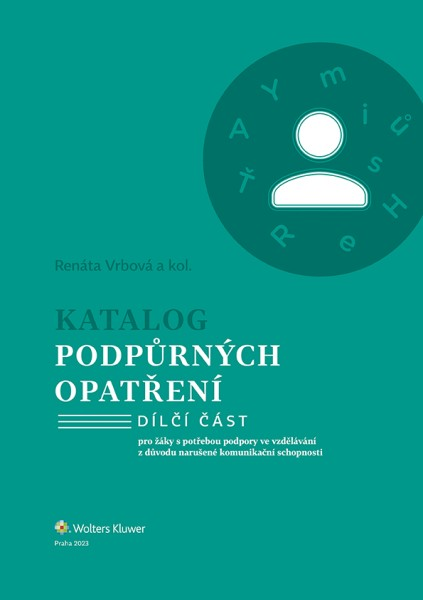 A Y m i ů
Ť R e s H
Renáta Vrbová a kol.
KATALOG
PODPŮRNÝCH
OPATŘENÍ
DÍLČÍ ČÁST
pro žáky s potřebou podpory ve vzdělávání
z důvodu narušené komunikační schopnosti
Wolters Kluwer
Praha 2023